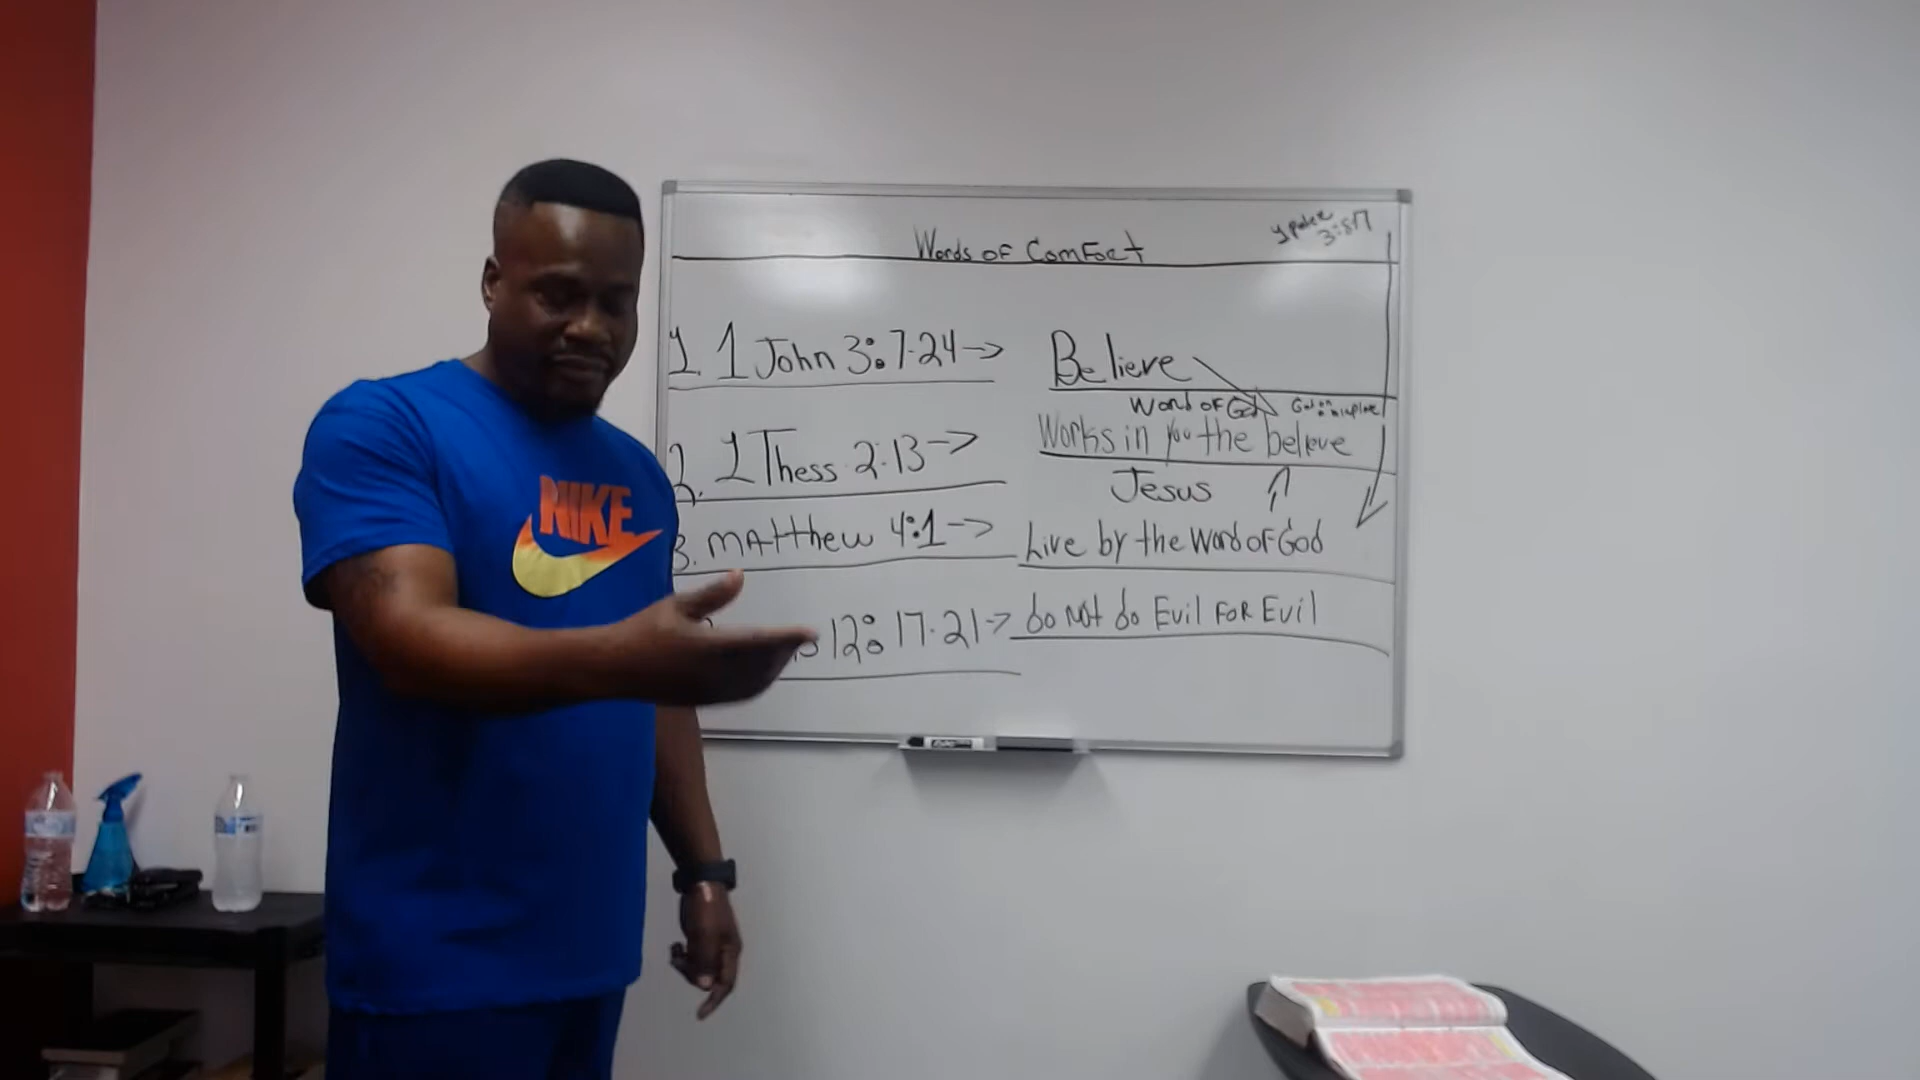 Words of Comfort
3:817
1. 1 John 3:7-24 -> Believe
Word of God
2. 1 Thess 2:13 -> Works in you the believe
Jesus
3. Matthew 4:1 -> Live by the Word of God
12:17-21 -> do Not do Evil FOR Evil
NIKE